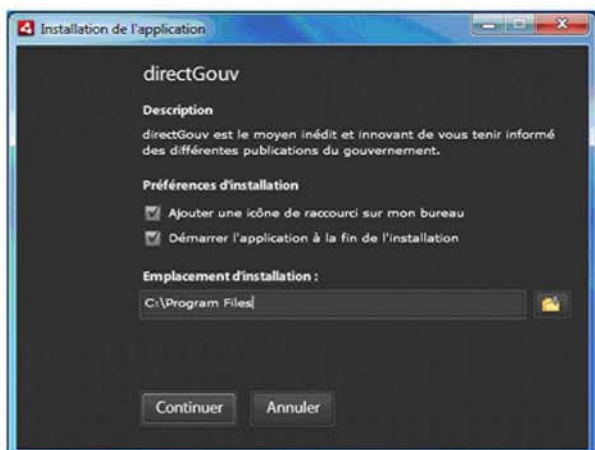 Installation de l'application
directGouv
Description
directGouv est le moyen inédit et innovant de vous tenir informé
des différentes publications du gouvernement.
Préférences d'installation
Ajouter une icône de raccourci sur mon bureau
Démarrer l'application à la fin de l'installation
Emplacement d'installation :
C:\Program Files
Continuer
Annuler